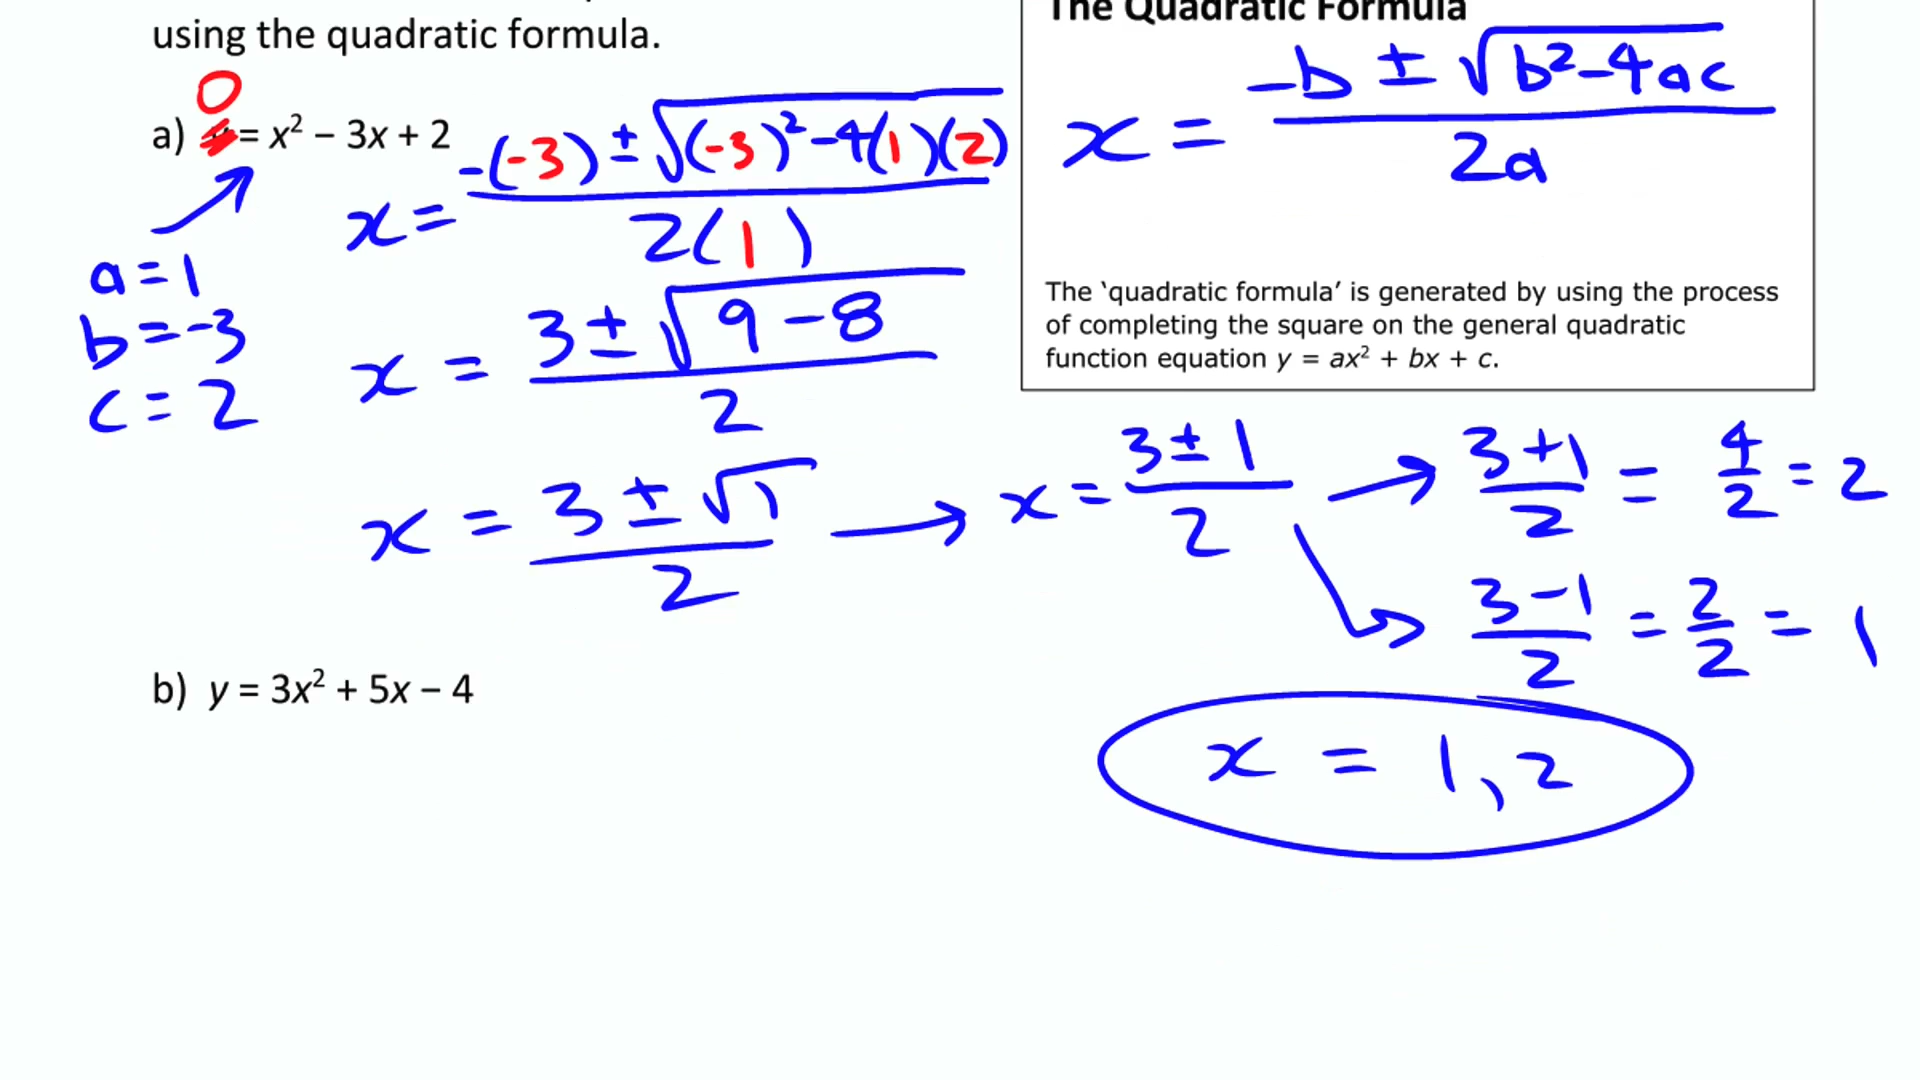 using the quadratic formula.
0
a) = x² − 3x + 2
x = -(-3) ± √(-3)² - 4(1)(2) / 2(1)
a = 1
b = -3
c = 2
x = 3 ± √9 - 8 / 2
x = 3 ± √1 / 2 → x = 3 ± 1 / 2 → 3 + 1 / 2 = 4 / 2 = 2
3 - 1 / 2 = 2 / 2 = 1
x = 1, 2
b) y = 3x² + 5x − 4
The Quadratic Formula
x = -b ± √b² - 4ac / 2a
The ‘quadratic formula’ is generated by using the process
of completing the square on the general quadratic
function equation y = ax² + bx + c.